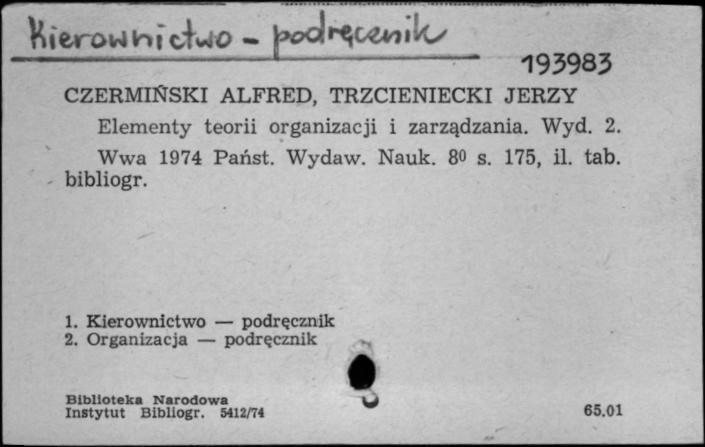 Kierownictwo - podręcznik
193983
CZERMIŃSKI ALFRED, TRZCIENIECKI JERZY
Elementy teorii organizacji i zarządzania. Wyd. 2.
Wwa 1974 Państ. Wydaw. Nauk. 8⁰ s. 175, il. tab.
bibliogr.
1. Kierownictwo — podręcznik
2. Organizacja — podręcznik
Biblioteka Narodowa
Instytut Bibliogr. 5412/74
65.01